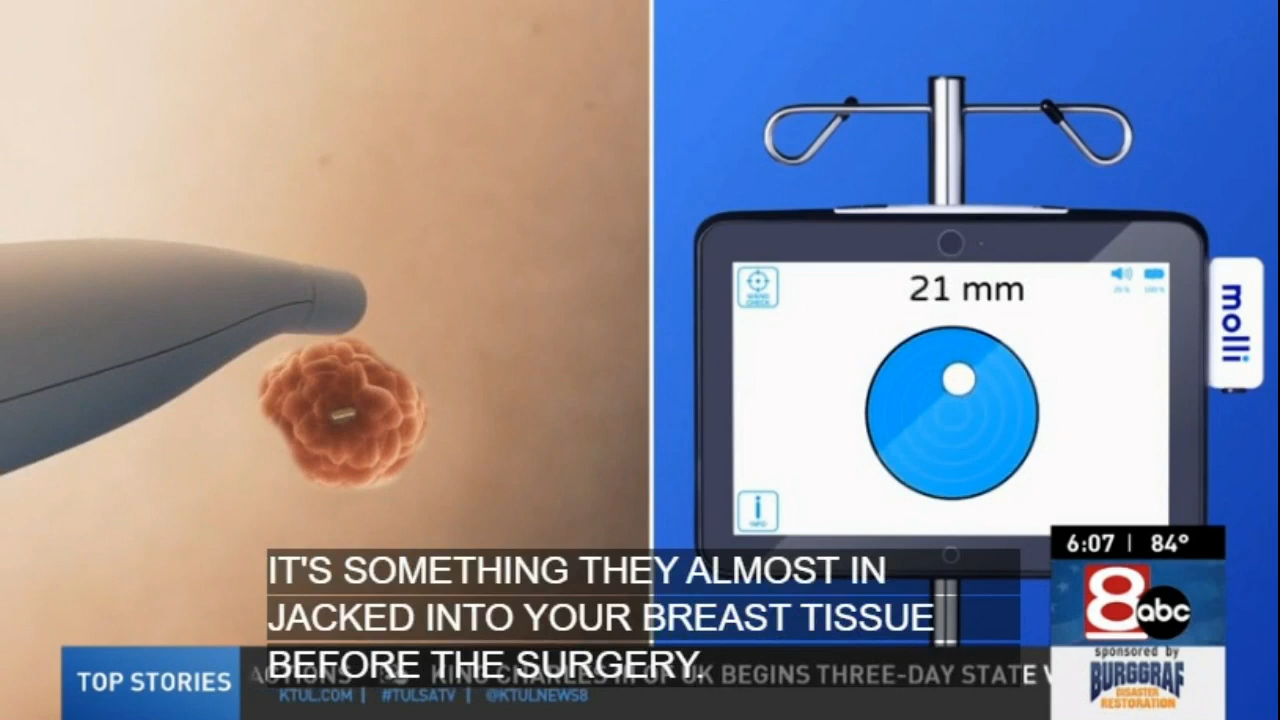 21 mm
molli
INFO
IT'S SOMETHING THEY ALMOST IN
JACKED INTO YOUR BREAST TISSUE
BEFORE THE SURGERY.
6:07 | 84°
8 abc
sponsored by
BURGGRAF
DISASTER
RESTORATION
TOP STORIES
KING CHARLES III OF UK BEGINS THREE-DAY STATE V
KTUL.COM | #TULSATV | @KTULNEWS8